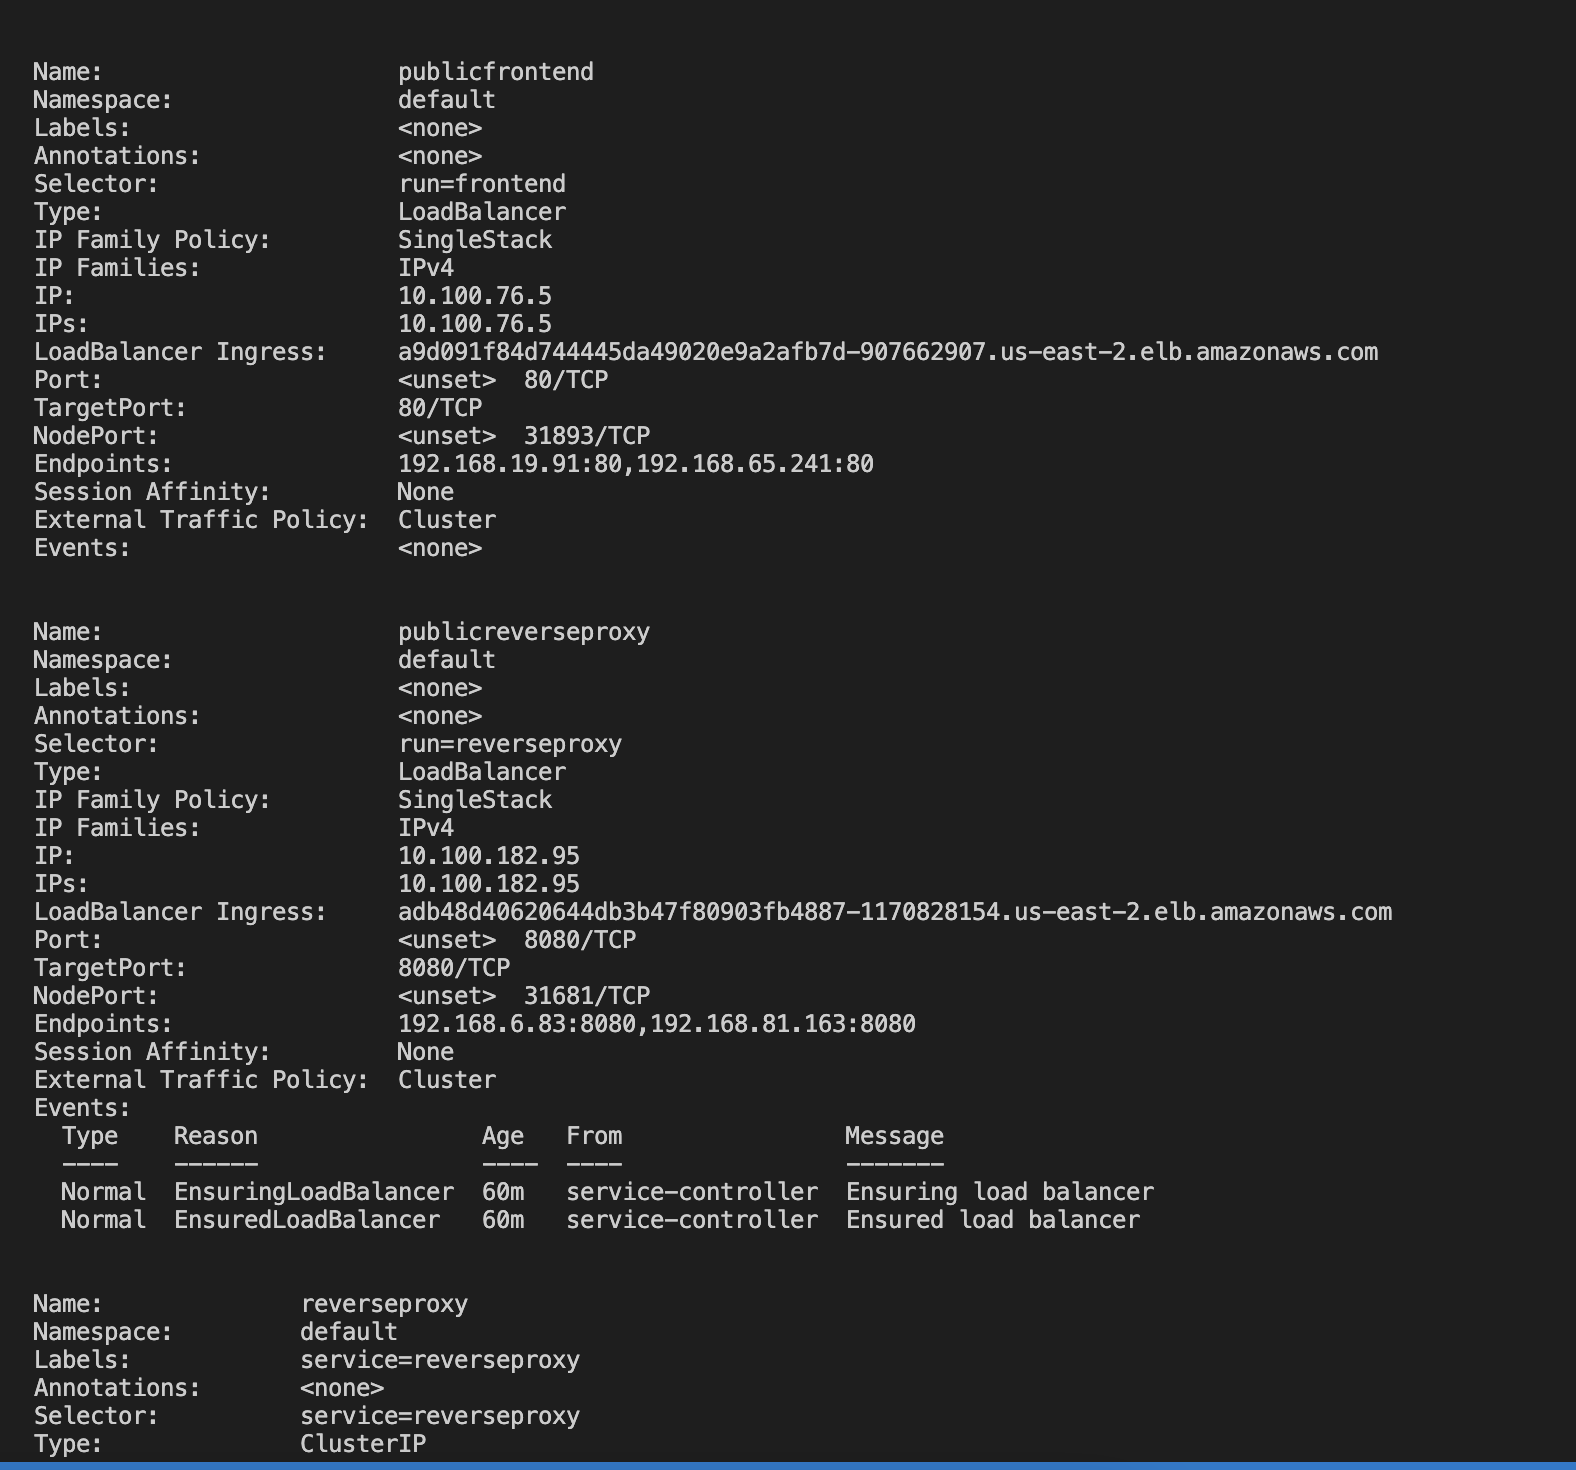 Name:                     publicfrontend
Namespace:                default
Labels:                   <none>
Annotations:              <none>
Selector:                 run=frontend
Type:                     LoadBalancer
IP Family Policy:         SingleStack
IP Families:              IPv4
IP:                       10.100.76.5
IPs:                      10.100.76.5
LoadBalancer Ingress:     a9d091f84d744445da49020e9a2afb7d-907662907.us-east-2.elb.amazonaws.com
Port:                     <unset>  80/TCP
TargetPort:               80/TCP
NodePort:                 <unset>  31893/TCP
Endpoints:                192.168.19.91:80,192.168.65.241:80
Session Affinity:         None
External Traffic Policy:  Cluster
Events:                   <none>
Name:                     publicreverseproxy
Namespace:                default
Labels:                   <none>
Annotations:              <none>
Selector:                 run=reverseproxy
Type:                     LoadBalancer
IP Family Policy:         SingleStack
IP Families:              IPv4
IP:                       10.100.182.95
IPs:                      10.100.182.95
LoadBalancer Ingress:     adb48d40620644db3b47f80903fb4887-1170828154.us-east-2.elb.amazonaws.com
Port:                     <unset>  8080/TCP
TargetPort:               8080/TCP
NodePort:                 <unset>  31681/TCP
Endpoints:                192.168.6.83:8080,192.168.81.163:8080
Session Affinity:         None
External Traffic Policy:  Cluster
Events:
  Type    Reason                Age   From                Message
  ----    ------                ----  ----                -------
  Normal  EnsuringLoadBalancer  60m   service-controller  Ensuring load balancer
  Normal  EnsuredLoadBalancer   60m   service-controller  Ensured load balancer
Name:              reverseproxy
Namespace:         default
Labels:            service=reverseproxy
Annotations:       <none>
Selector:          service=reverseproxy
Type:              ClusterIP